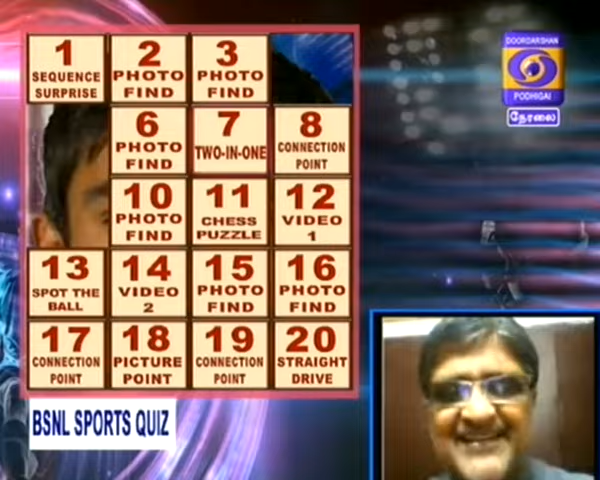 1
SEQUENCE
SURPRISE
2
PHOTO
FIND
3
PHOTO
FIND
6
PHOTO
FIND
7
TWO-IN-ONE
8
CONNECTION
POINT
10
PHOTO
FIND
11
CHESS
PUZZLE
12
VIDEO
1
13
SPOT THE
BALL
14
VIDEO
2
15
PHOTO
FIND
16
PHOTO
FIND
17
CONNECTION
POINT
18
PICTURE
POINT
19
CONNECTION
POINT
20
STRAIGHT
DRIVE
BSNL SPORTS QUIZ
DOORDARSHAN
PODHIGAI
நேரலை